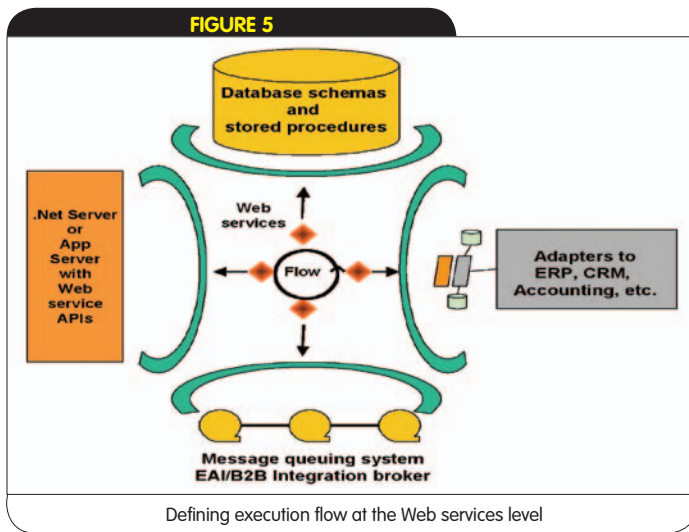 FIGURE 5
Database schemas
and
stored procedures
.Net Server
or
App
Server
with
Web
service
APIs
Web
services
Flow
Adapters to
ERP, CRM,
Accounting, etc.
Message queuing system
EAI/B2B Integration broker
Defining execution flow at the Web services level